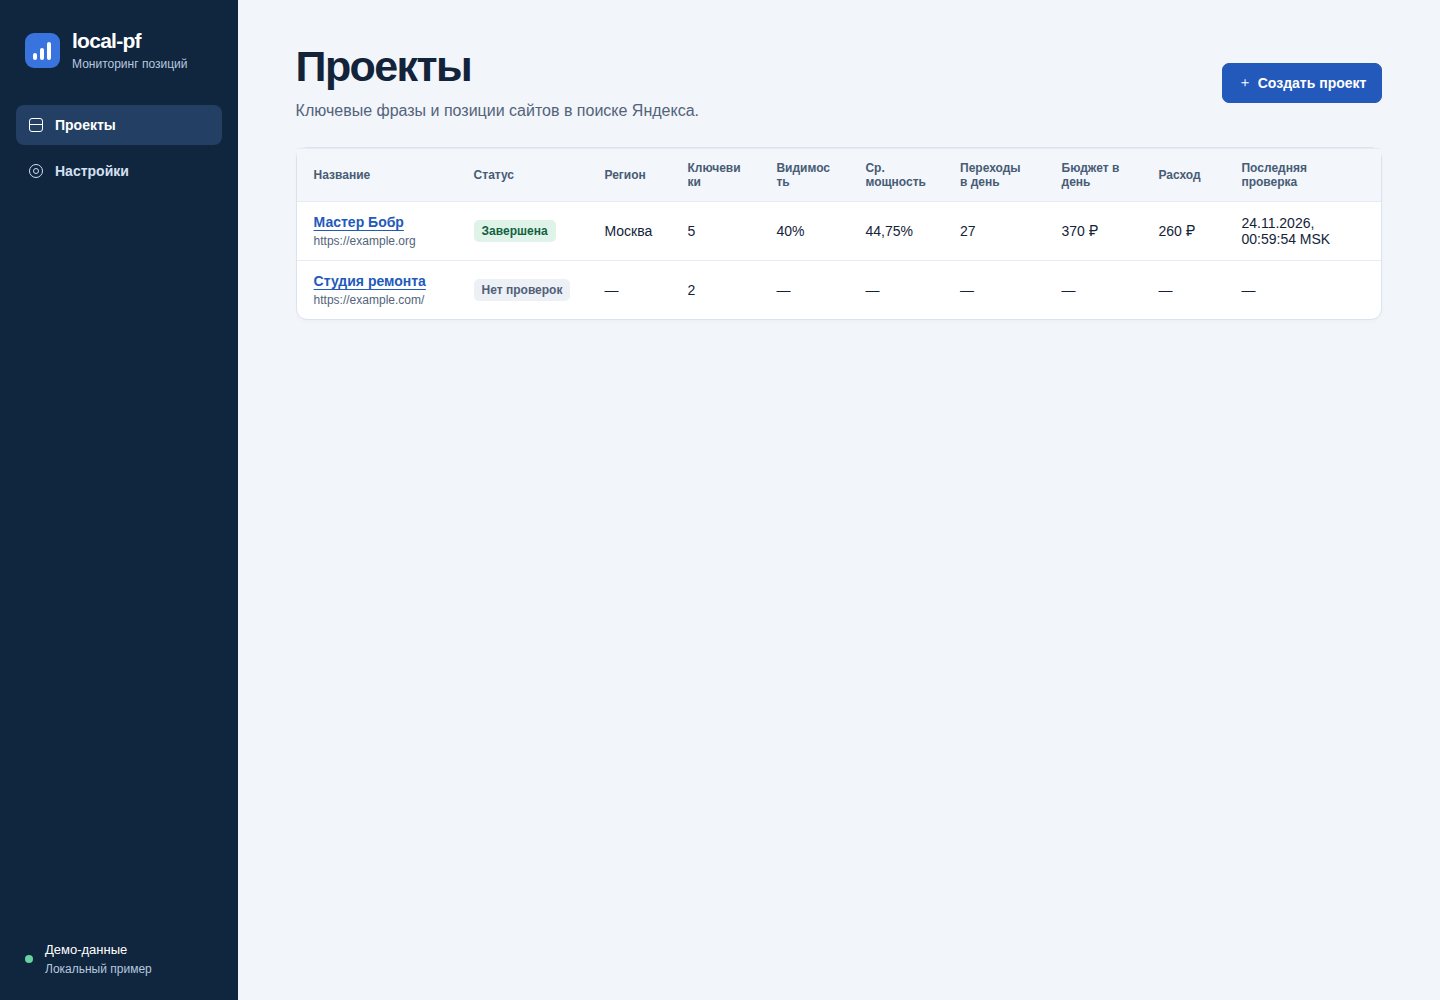 local-pf
Мониторинг позиций
Проекты
Настройки
Демо-данные
Локальный пример
Проекты
Ключевые фразы и позиции сайтов в поиске Яндекса.
+ Создать проект
Название Статус Регион Ключеви Видимос Ср. Переходы Бюджет в Расход Последняя
ки ть мощность в день день проверка
Мастер Бобр Завершена Москва 5 40% 44,75% 27 370 ₽ 260 ₽ 24.11.2026,
https://example.org 00:59:54 MSK
Студия ремонта Нет проверок — 2 — — — — — —
https://example.com/